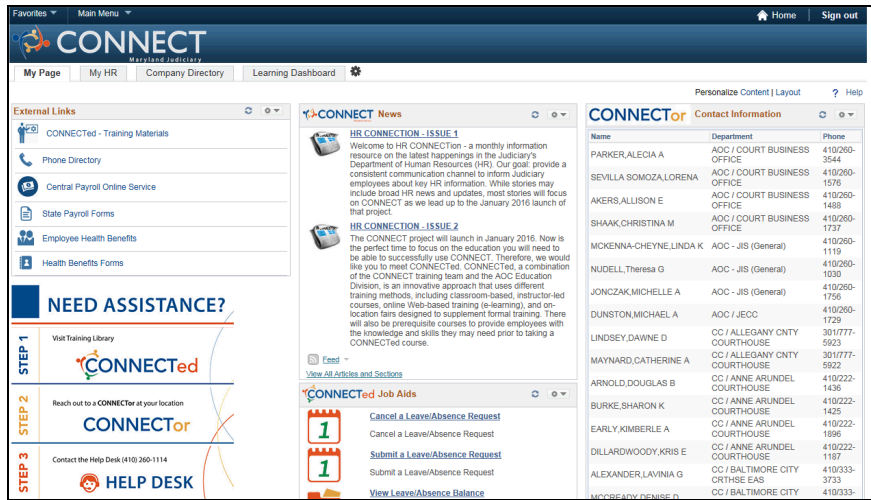 Favorites Main Menu Home Sign out
CONNECT
Maryland Judiciary
My Page My HR Company Directory Learning Dashboard
Personalize Content | Layout ? Help
External Links
CONNECTed - Training Materials
Phone Directory
Central Payroll Online Service
State Payroll Forms
Employee Health Benefits
Health Benefits Forms
NEED ASSISTANCE?
STEP 1
Visit Training Library
CONNECTed
STEP 2
Reach out to a CONNECTor at your location
CONNECTor
STEP 3
Contact the Help Desk (410) 260-1114
HELP DESK
CONNECT News
HR CONNECTION - ISSUE 1
Welcome to HR CONNECTion - a monthly information
resource on the latest happenings in the Judiciary's
Department of Human Resources (HR). Our goal: provide a
consistent communication channel to inform Judiciary
employees about key HR information. While stories may
include broad HR news and updates, most stories will focus
on CONNECT as we lead up to the January 2016 launch of
that project.
HR CONNECTION - ISSUE 2
The CONNECT project will launch in January 2016. Now is
the perfect time to focus on the education you will need to
be able to successfully use CONNECT. Therefore, we would
like you to meet CONNECTed. CONNECTed, a combination
of the CONNECT training team and the AOC Education
Division, is an innovative approach that uses different
training methods, including classroom-based, instructor-led
courses, online Web-based training (e-learning), and on-
location fairs designed to supplement formal training. There
will also be prerequisite courses to provide employees with
the knowledge and skills they may need prior to taking a
CONNECTed course.
Feed
View All Articles and Sections
CONNECTed Job Aids
1
Cancel a Leave/Absence Request
Cancel a Leave/Absence Request
1
Submit a Leave/Absence Request
Submit a Leave/Absence Request
View Leave/Absence Balance
CONNECTor Contact Information
Name Department Phone
PARKER,ALECIA A AOC / COURT BUSINESS OFFICE 410/260-3544
SEVILLA SOMOZA,LORENA AOC / COURT BUSINESS OFFICE 410/260-1576
AKERS,ALLISON E AOC / COURT BUSINESS OFFICE 410/260-1488
SHAAK,CHRISTINA M AOC / COURT BUSINESS OFFICE 410/260-1737
MCKENNA-CHEYNE,LINDA K AOC - JIS (General) 410/260-1119
NUDELL,Theresa G AOC - JIS (General) 410/260-1030
JONCZAK,MICHELLE A AOC - JIS (General) 410/260-1756
DUNSTON,MICHAEL A AOC / JECC 410/260-1729
LINDSEY,DAWNE D CC / ALLEGANY CNTY COURTHOUSE 301/777-5923
MAYNARD,CATHERINE A CC / ALLEGANY CNTY COURTHOUSE 301/777-5922
ARNOLD,DOUGLAS B CC / ANNE ARUNDEL COURTHOUSE 410/222-1436
BURKE,SHARON K CC / ANNE ARUNDEL COURTHOUSE 410/222-1425
EARLY,KIMBERLE A CC / ANNE ARUNDEL COURTHOUSE 410/222-1896
DILLARDWOODY,KRIS E CC / ANNE ARUNDEL COURTHOUSE 410/222-1187
ALEXANDER,LAVINIA G CC / BALTIMORE CITY CRTHSE EAS 410/333-3733
MCCREADY,DENISE D CC / BALTIMORE CITY 410/333-